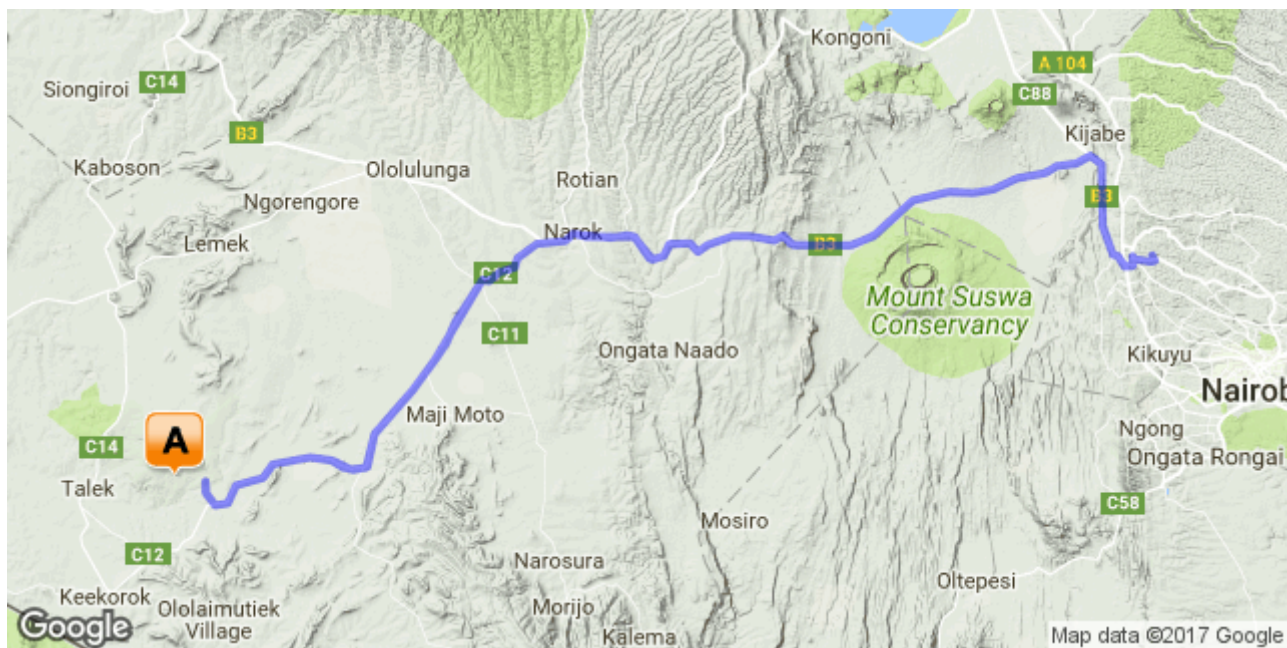 Kongoni
A 104
C14
Siongiroi
C88
B3
Kijabe
Kaboson
Ololulunga
Rotian
B3
Ngorengore
Lemek
Narok
B3
C12
Mount Suswa
Conservancy
C11
Ongata Naado
Kikuyu
Nairob
Maji Moto
A
C14
Ngong
Ongata Rongai
Talek
C58
Mosiro
C12
Narosura
Oltepesi
Keekorok
Ololaimutiek
Village
Morijo
Kalema
Google
Map data ©2017 Google